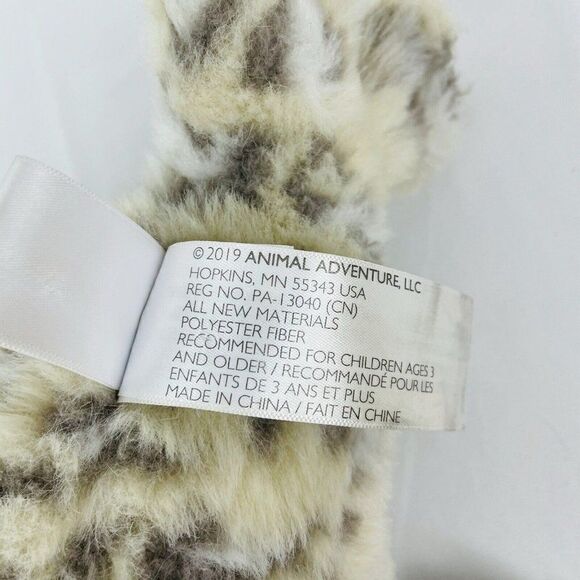 ©2019 ANIMAL ADVENTURE, LLC
HOPKINS, MN 55343 USA
REG NO. PA-13040 (CN)
ALL NEW MATERIALS
POLYESTER FIBER
RECOMMENDED FOR CHILDREN AGES 3
AND OLDER / RECOMMANDÉ POUR LES
ENFANTS DE 3 ANS ET PLUS
MADE IN CHINA / FAIT EN CHINE